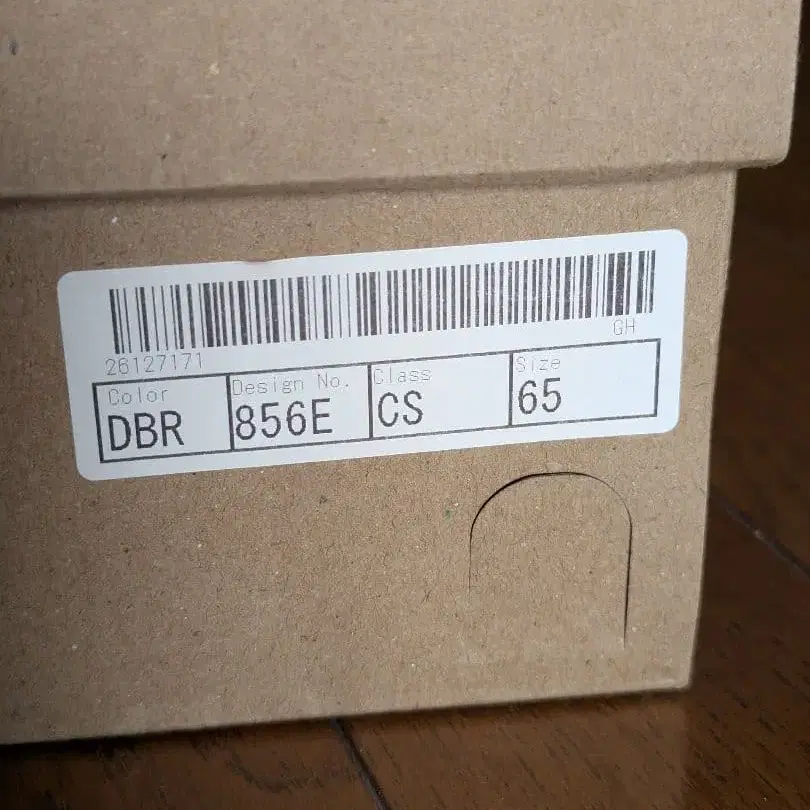 26127171
GH
Color Design No. Class Size
DBR 856E CS 65